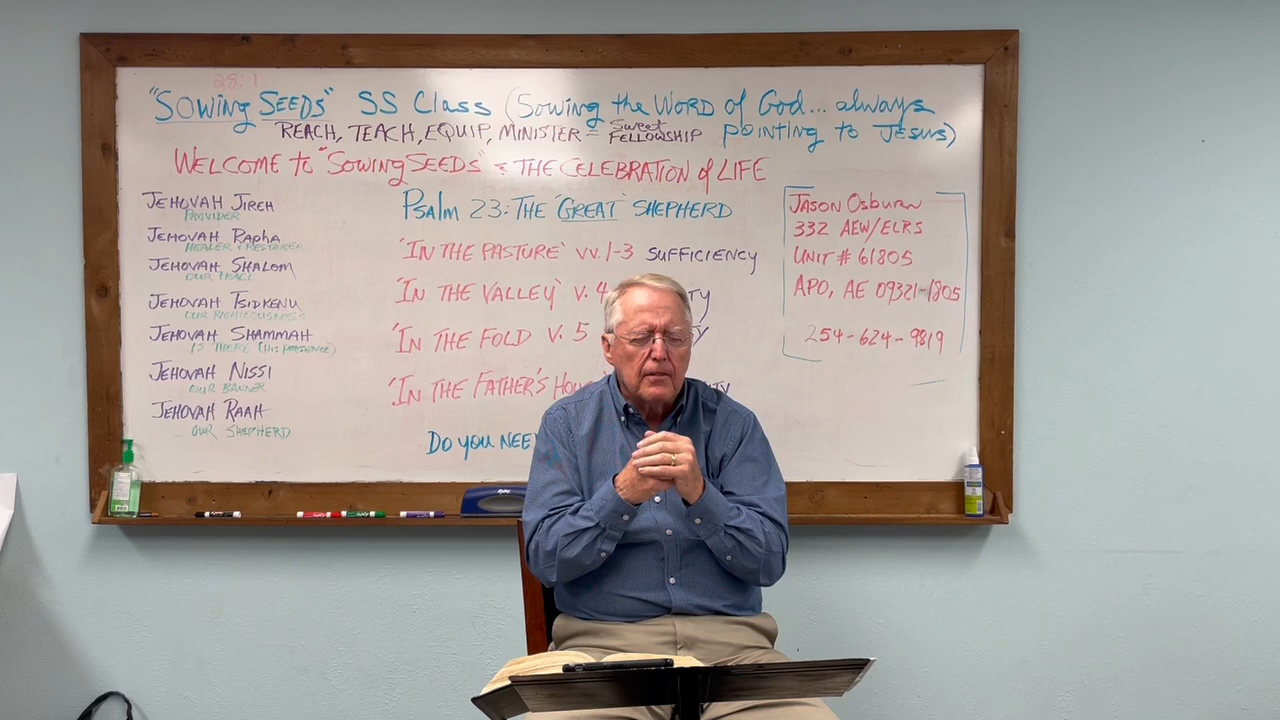 28:1
"SOWING SEEDS" SS Class (Sowing the WORD of God... always
pointing to JESUS)
REACH, TEACH, EQUIP, MINISTER = Sweet FELLOWSHIP
WELCOME to "SOWING SEEDS" & THE CELEBRATION of LIFE
JEHOVAH JIREH
PROVIDER
JEHOVAH RAPHA
HEALER & RESTORER
JEHOVAH SHALOM
OUR PEACE
JEHOVAH TSIDKENU
OUR RIGHTEOUSNESS
JEHOVAH SHAMMAH
IS THERE (HIS PRESENCE)
JEHOVAH NISSI
OUR BANNER
JEHOVAH RAAH
OUR SHEPHERD
Psalm 23: THE 'GREAT' SHEPHERD
'IN THE PASTURE' vv. 1-3 SUFFICIENCY
'IN THE VALLEY' v. 4 TY
'IN THE FOLD V. 5 Y
'IN THE FATHER'S HOU ITY
DO YOU NEE
JASON OSBURN
332 AEW/ELRS
UNIT # 61805
APO, AE 09321-1805
254-624-9819